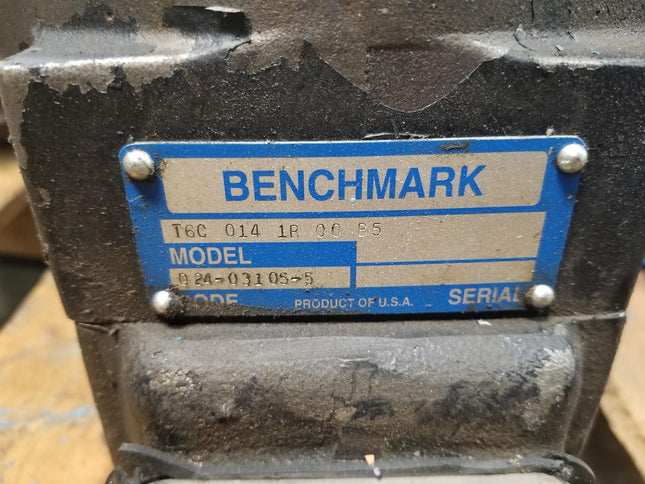 BENCHMARK
T6C 014 1R 00 B5
MODEL
024-03105-5
CODE PRODUCT OF U.S.A. SERIAL